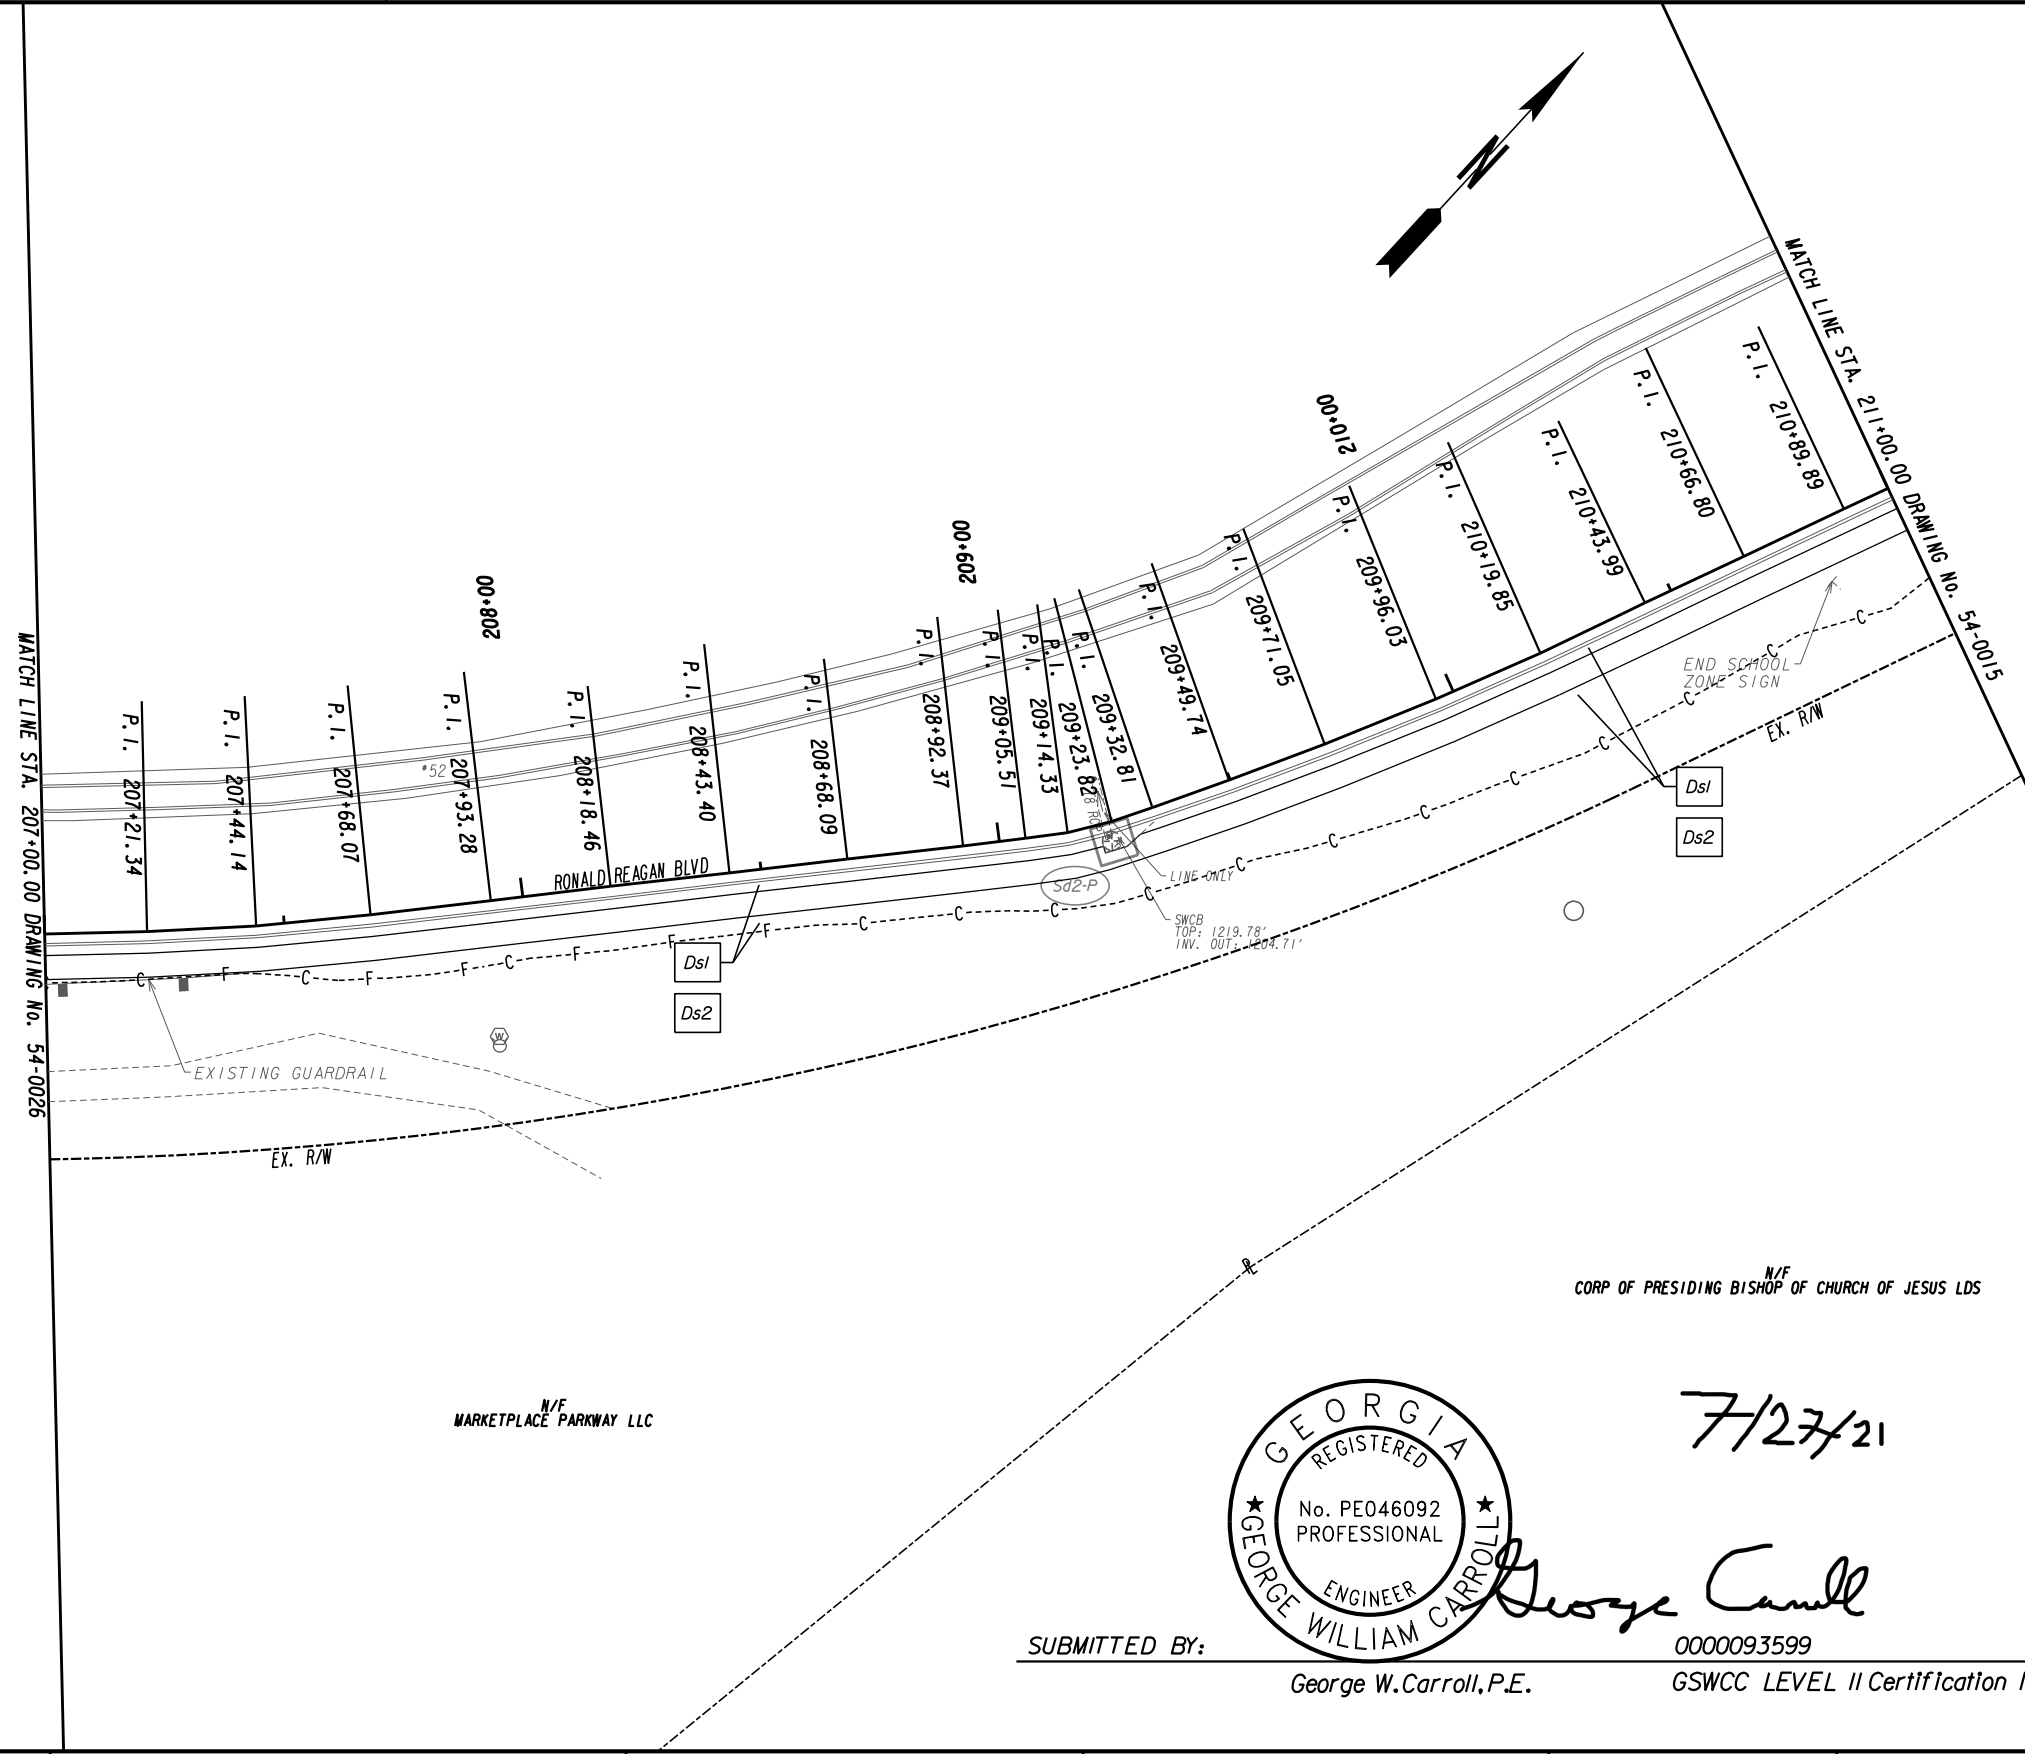 MATCH LINE STA. 207+00.00 DRAWING No. 54-0026
MATCH LINE STA. 211+00.00 DRAWING No. 54-0015
N
208+00
209+00
210+00
P.I. 207+21.34
P.I. 207+44.14
P.I. 207+68.07
P.I. 207+93.28
P.I. 208+18.46
P.I. 208+43.40
P.I. 208+68.09
P.I. 208+92.37
P.I. 209+05.51
P.I. 209+14.33
P.I. 209+23.82
P.I. 209+32.81
P.I. 209+49.74
P.I. 209+71.05
P.I. 209+96.03
P.I. 210+19.85
P.I. 210+43.99
P.I. 210+66.80
P.I. 210+89.89
RONALD REAGAN BLVD
END SCHOOL
ZONE SIGN
EX. R/W
Ds1
Ds2
Sd2-P
LINE ONLY
SWCB
TOP: 1219.78'
INV. OUT: 1204.71'
C F C F F C F F F C C C C C C C C C C C C C
Ds1
Ds2
W
EXISTING GUARDRAIL
EX. R/W
N/F
CORP OF PRESIDING BISHOP OF CHURCH OF JESUS LDS
N/F
MARKETPLACE PARKWAY LLC
7/27/21
GEORGIA
REGISTERED
No. PE046092
PROFESSIONAL
ENGINEER
GEORGE WILLIAM CARROLL
George Carroll
SUBMITTED BY:
0000093599
George W. Carroll, P.E.
GSWCC LEVEL II Certification